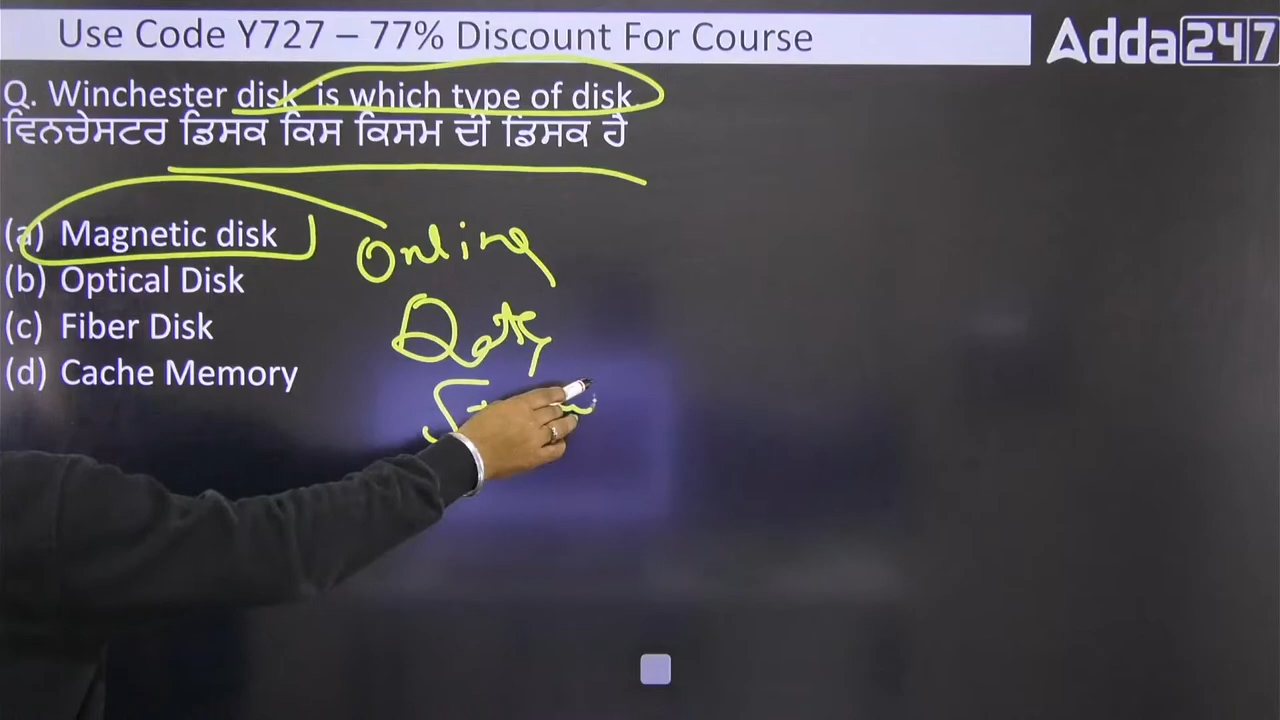 Use Code Y727 – 77% Discount For Course
Adda247
Q. Winchester disk is which type of disk
ਵਿਨਚੇਸਟਰ ਡਿਸਕ ਕਿਸ ਕਿਸਮ ਦੀ ਡਿਸਕ ਹੈ
(a) Magnetic disk
(b) Optical Disk
(c) Fiber Disk
(d) Cache Memory
Online